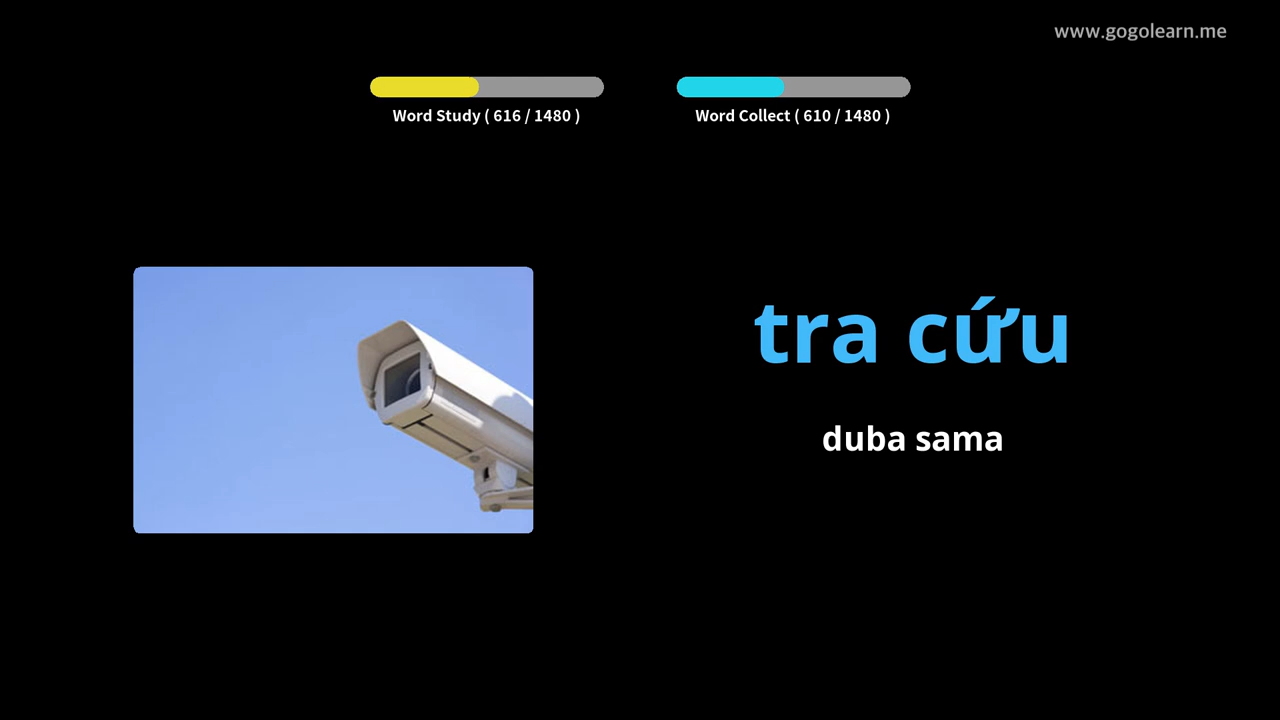 www.gogolearn.me
Word Study ( 616 / 1480 )
Word Collect ( 610 / 1480 )
tra cứu
duba sama